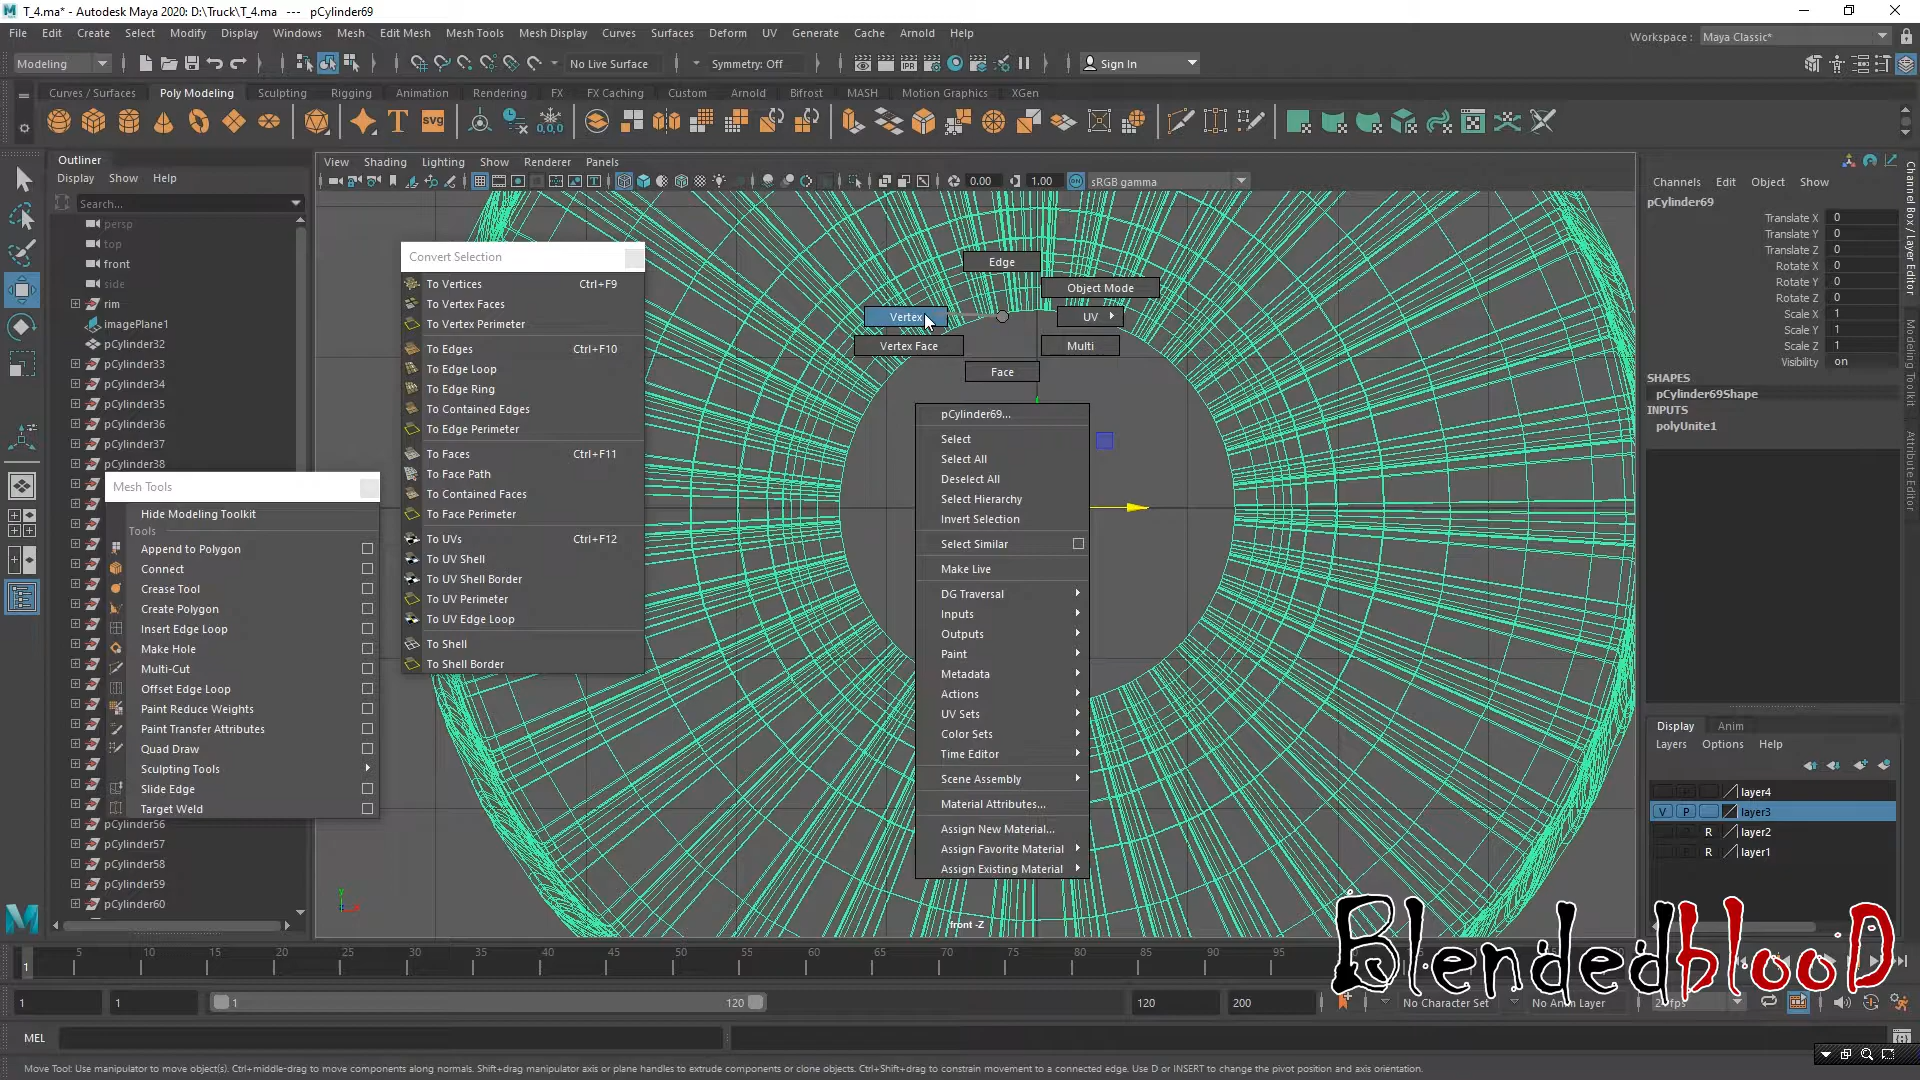 T_4.ma* - Autodesk Maya 2020: D:\Truck\T_4.ma --- pCylinder69
File Edit Create Select Modify Display Windows Mesh Edit Mesh Mesh Tools Mesh Display Curves Surfaces Deform UV Generate Cache Arnold Help
Workspace : Maya Classic*
Modeling No Live Surface Symmetry: Off Sign In
Curves / Surfaces Poly Modeling Sculpting Rigging Animation Rendering FX FX Caching Custom Arnold Bifrost MASH Motion Graphics XGen
Outliner
Display Show Help
Search...
persp
top
front
side
rim
imagePlane1
pCylinder32
pCylinder33
pCylinder34
pCylinder35
pCylinder36
pCylinder37
pCylinder38
pCylinder56
pCylinder57
pCylinder58
pCylinder59
pCylinder60
Mesh Tools
Hide Modeling Toolkit
Tools
Append to Polygon
Connect
Crease Tool
Create Polygon
Insert Edge Loop
Make Hole
Multi-Cut
Offset Edge Loop
Paint Reduce Weights
Paint Transfer Attributes
Quad Draw
Sculpting Tools
Slide Edge
Target Weld
View Shading Lighting Show Renderer Panels
0.00 1.00 sRGB gamma
Convert Selection
To Vertices Ctrl+F9
To Vertex Faces
To Vertex Perimeter
To Edges Ctrl+F10
To Edge Loop
To Edge Ring
To Contained Edges
To Edge Perimeter
To Faces Ctrl+F11
To Face Path
To Contained Faces
To Face Perimeter
To UVs Ctrl+F12
To UV Shell
To UV Shell Border
To UV Perimeter
To UV Edge Loop
To Shell
To Shell Border
Edge
Object Mode
Vertex
UV
Vertex Face
Multi
Face
pCylinder69...
Select
Select All
Deselect All
Select Hierarchy
Invert Selection
Select Similar
Make Live
DG Traversal
Inputs
Outputs
Paint
Metadata
Actions
UV Sets
Color Sets
Time Editor
Scene Assembly
Material Attributes...
Assign New Material...
Assign Favorite Material
Assign Existing Material
front -Z
Channels Edit Object Show
pCylinder69
Translate X 0
Translate Y 0
Translate Z 0
Rotate X 0
Rotate Y 0
Rotate Z 0
Scale X 1
Scale Y 1
Scale Z 1
Visibility on
SHAPES
pCylinder69Shape
INPUTS
polyUnite1
Channel Box / Layer Editor
Modeling Toolkit
Attribute Editor
Display Anim
Layers Options Help
layer4
V P layer3
R layer2
R layer1
BlendedblooD
5 10 15 20 25 30 35 40 45 50 55 60 65 70 75 80 85 90 95
1
1 1 1 120 120 200 No Character Set No Anim Layer
MEL
Move Tool: Use manipulator to move object(s). Ctrl+middle-drag to move components along normals. Shift+drag manipulator axis or plane handles to extrude components or clone objects. Ctrl+Shift+drag to constrain movement to a connected edge. Use D or INSERT to change the pivot position and axis orientation.